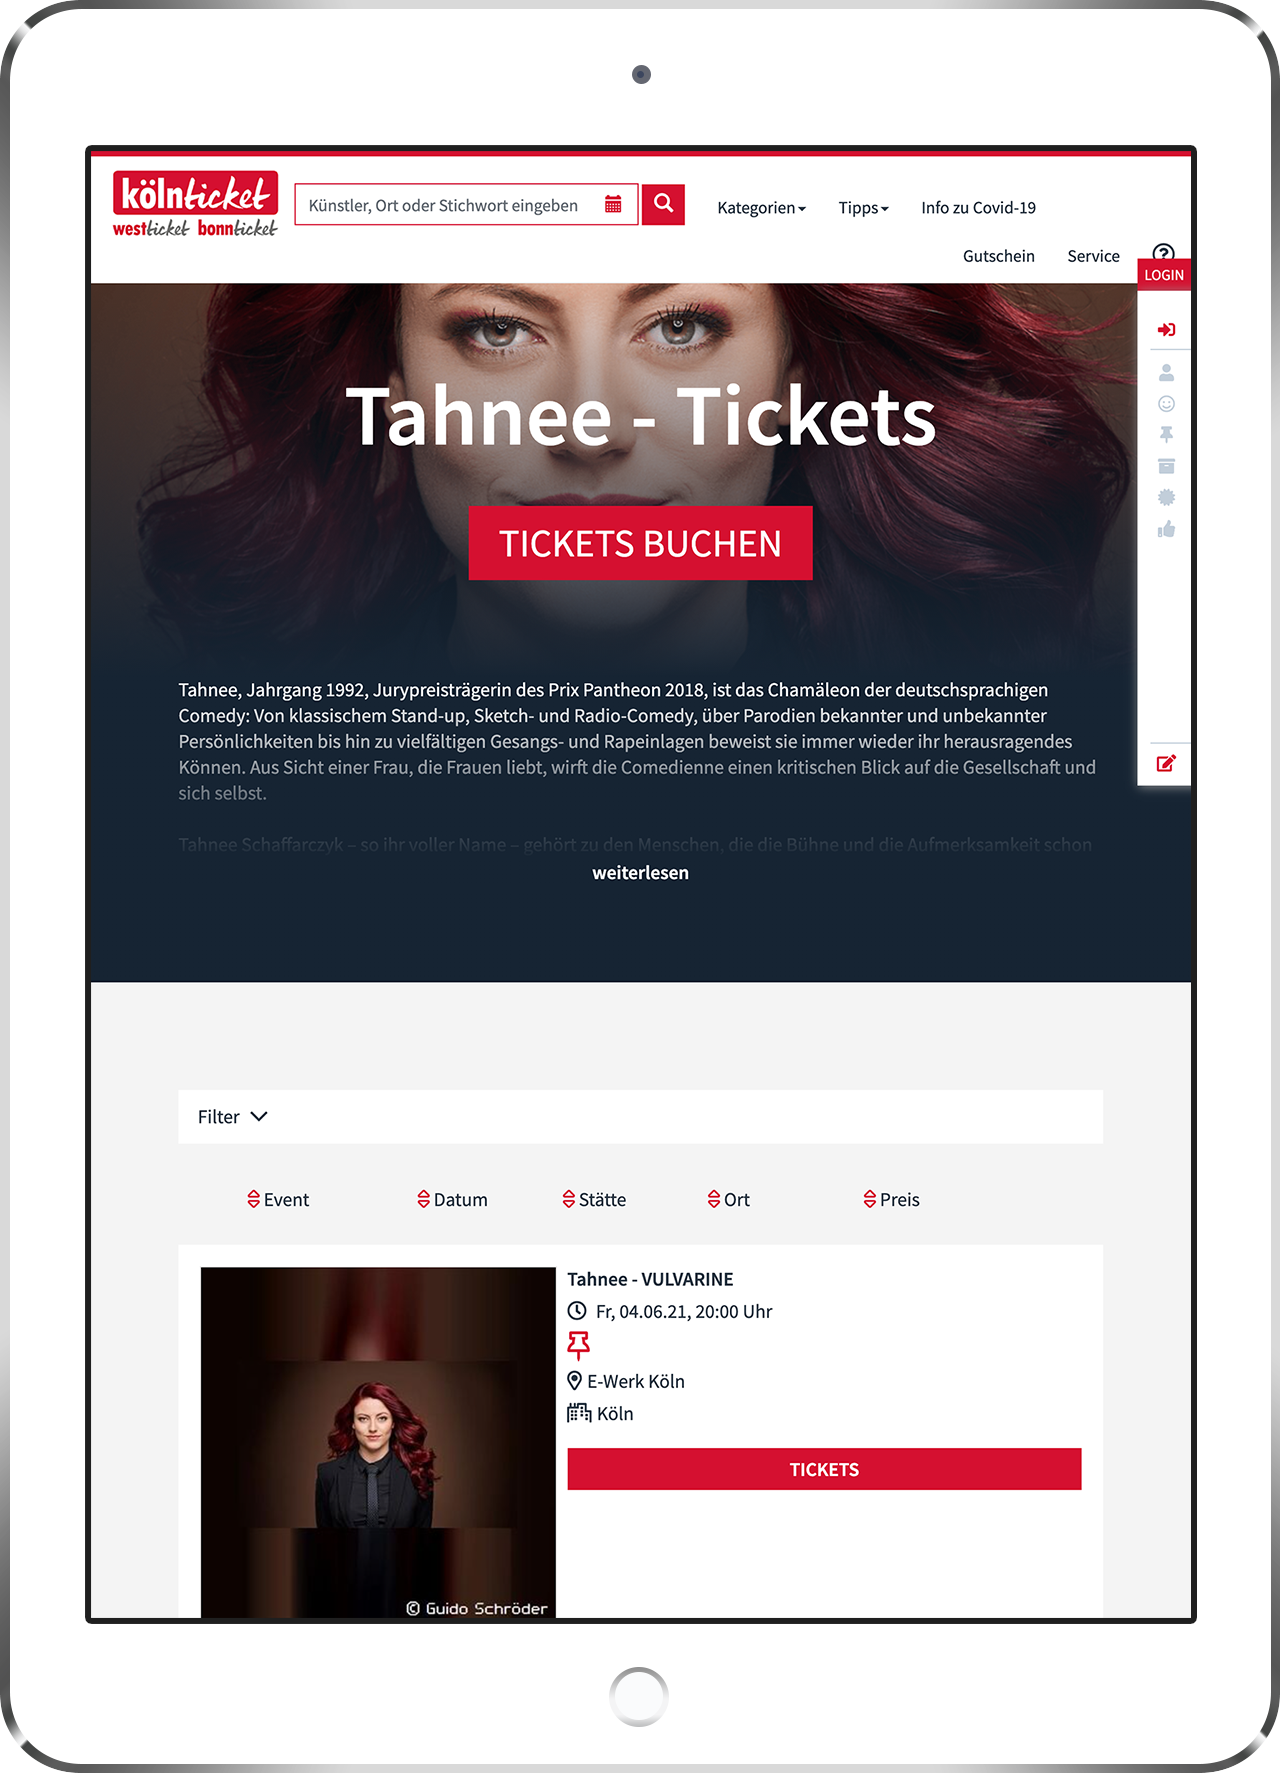 kölnticket
westticket bonnticket
Künstler, Ort oder Stichwort eingeben
Kategorien
Tipps
Info zu Covid-19
Gutschein
Service
LOGIN
Tahnee - Tickets
TICKETS BUCHEN
Tahnee, Jahrgang 1992, Jurypreisträgerin des Prix Pantheon 2018, ist das Chamäleon der deutschsprachigen
Comedy: Von klassischem Stand-up, Sketch- und Radio-Comedy, über Parodien bekannter und unbekannter
Persönlichkeiten bis hin zu vielfältigen Gesangs- und Rapeinlagen beweist sie immer wieder ihr herausragendes
Können. Aus Sicht einer Frau, die Frauen liebt, wirft die Comedienne einen kritischen Blick auf die Gesellschaft und
sich selbst.
Tahnee Schaffarczyk – so ihr voller Name – gehört zu den Menschen, die die Bühne und die Aufmerksamkeit schon
weiterlesen
Filter
Event
Datum
Stätte
Ort
Preis
Tahnee - VULVARINE
Fr, 04.06.21, 20:00 Uhr
E-Werk Köln
Köln
TICKETS
© Guido Schröder